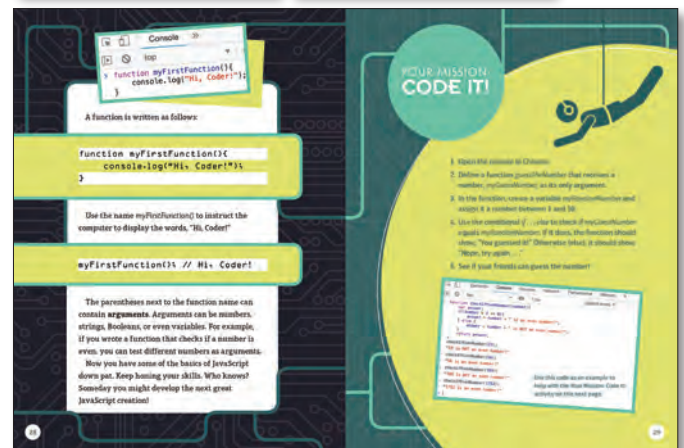 Console
top
> function myFirstFunction(){
console.log("Hi, Coder!");
}
A function is written as follows:
function myFirstFunction(){
console.log("Hi, Coder!");
}
Use the name myFirstFunction() to instruct the
computer to display the words, "Hi, Coder!"
myFirstFunction(); // Hi, Coder!
The parentheses next to the function name can
contain arguments. Arguments can be numbers,
strings, Booleans, or even variables. For example,
if you wrote a function that checks if a number is
even, you can test different numbers as arguments.
Now you have some of the basics of JavaScript
down pat. Keep honing your skills. Who knows?
Someday you might develop the next great
JavaScript creation!
28
YOUR MISSION:
CODE IT!
1. Open the console in Chrome.
2. Define a function guessTheNumber that receives a
number, myGuessNumber, as its only argument.
3. In the function, create a variable myMysteryNumber and
assign it a number between 1 and 10.
4. Use the conditional if . . . else to check if myGuessNumber
equals myMysteryNumber. If it does, the function should
show, "You guessed it!" Otherwise (else), it should show
"Nope, try again. . ."
5. See if your friends can guess the number!
Use this code as an example to
help with the Your Mission: Code It!
activity on this next page.
29